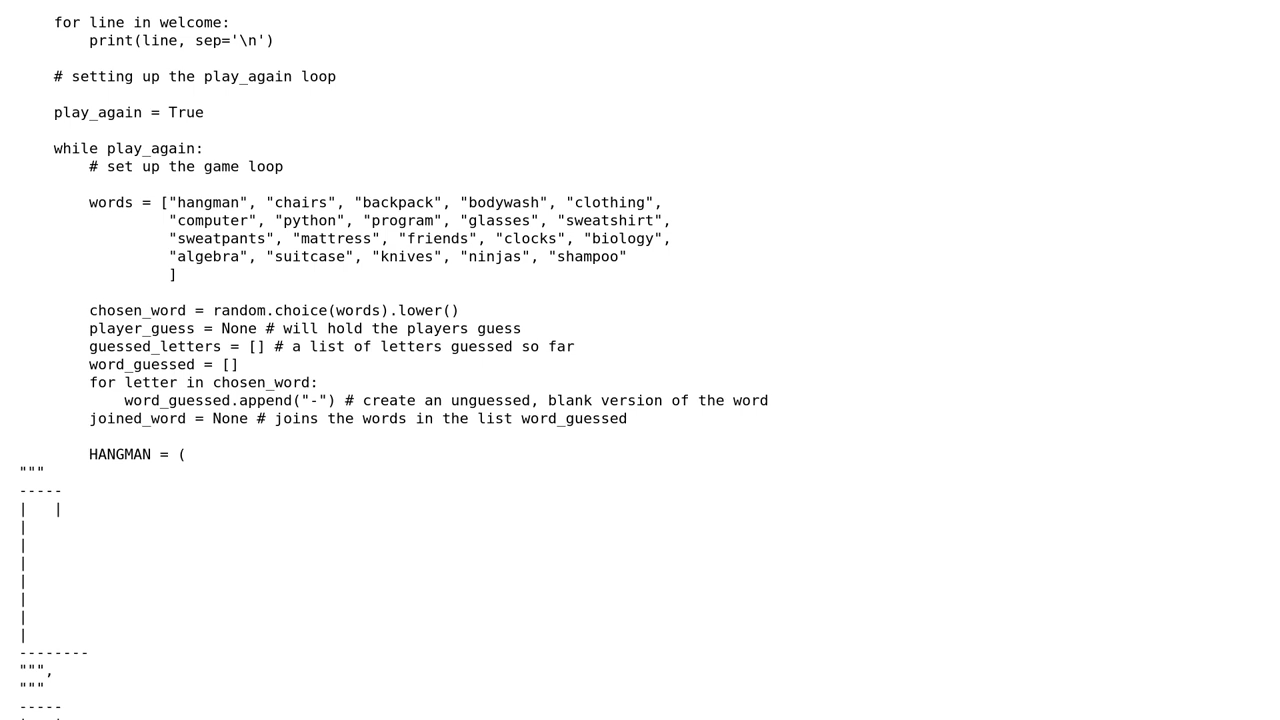 for line in welcome:
        print(line, sep='\n')

    # setting up the play_again loop

    play_again = True

    while play_again:
        # set up the game loop

        words = ["hangman", "chairs", "backpack", "bodywash", "clothing",
                 "computer", "python", "program", "glasses", "sweatshirt",
                 "sweatpants", "mattress", "friends", "clocks", "biology",
                 "algebra", "suitcase", "knives", "ninjas", "shampoo"
                 ]

        chosen_word = random.choice(words).lower()
        player_guess = None # will hold the players guess
        guessed_letters = [] # a list of letters guessed so far
        word_guessed = []
        for letter in chosen_word:
            word_guessed.append("-") # create an unguessed, blank version of the word
        joined_word = None # joins the words in the list word_guessed

        HANGMAN = (
"""
-----
|   |
|
|
|
|
|
|
|
--------
""",
"""
-----